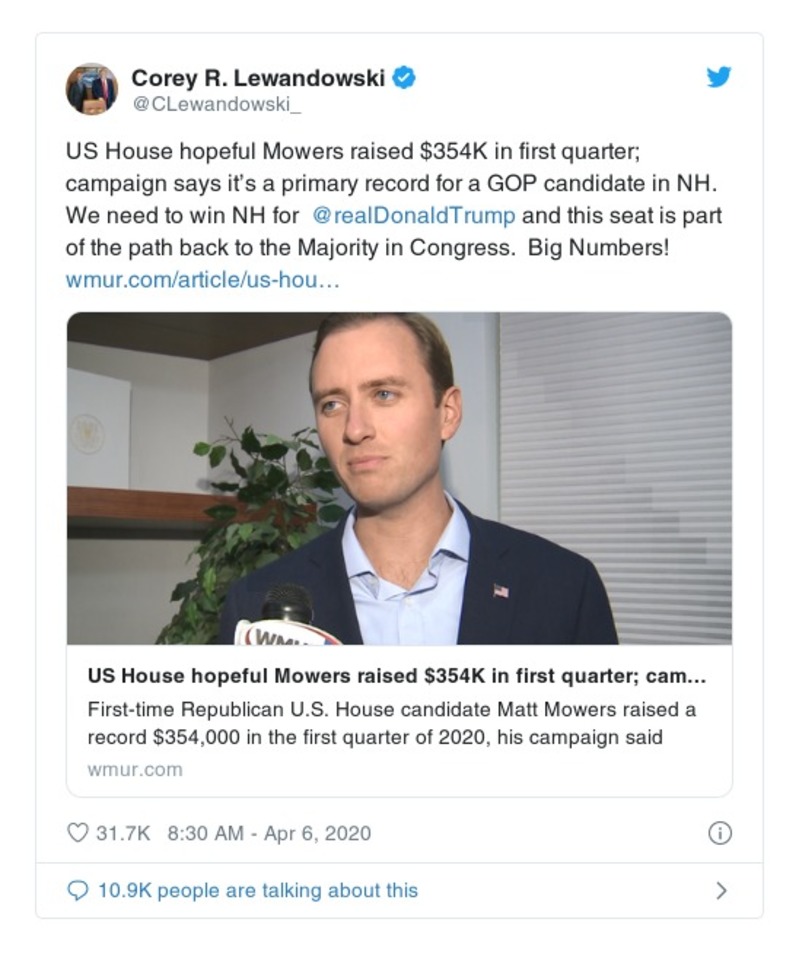 Corey R. Lewandowski
@CLewandowski_
US House hopeful Mowers raised $354K in first quarter;
campaign says it's a primary record for a GOP candidate in NH.
We need to win NH for @realDonaldTrump and this seat is part
of the path back to the Majority in Congress. Big Numbers!
wmur.com/article/us-hou…
WMU
US House hopeful Mowers raised $354K in first quarter; cam...
First-time Republican U.S. House candidate Matt Mowers raised a
record $354,000 in the first quarter of 2020, his campaign said
wmur.com
31.7K 8:30 AM - Apr 6, 2020
10.9K people are talking about this